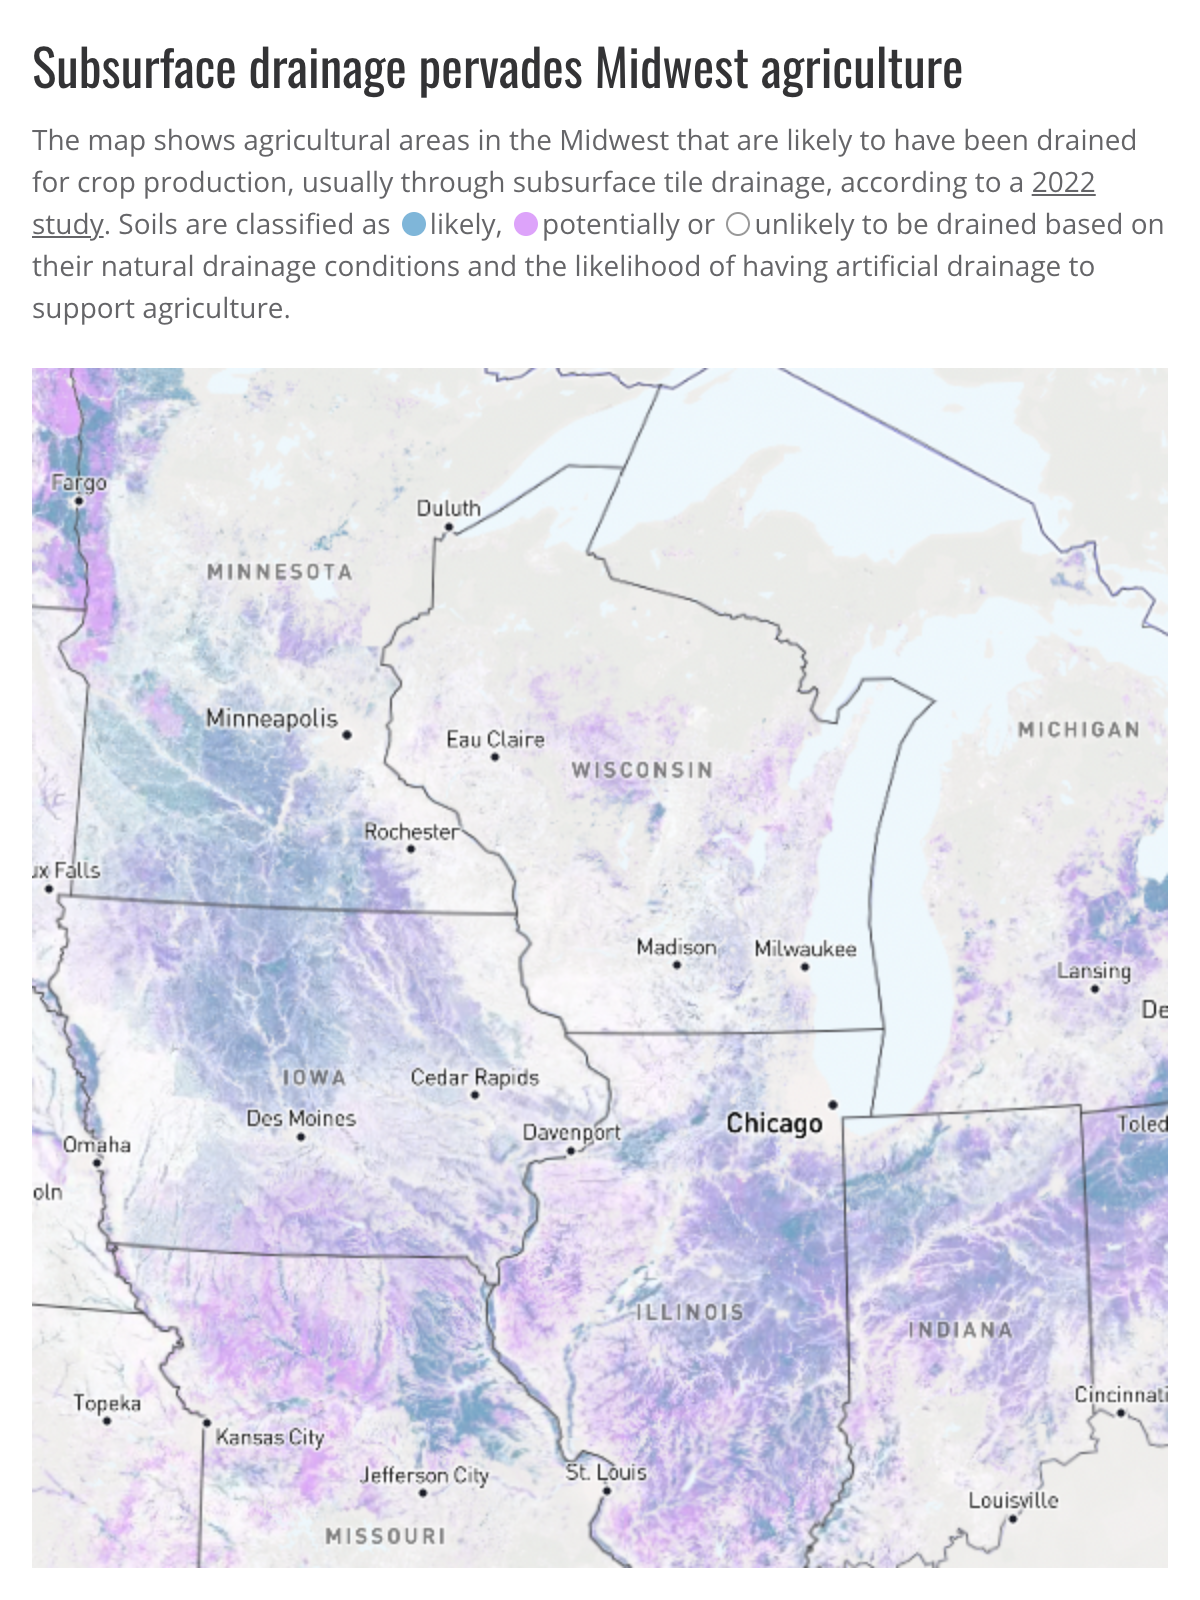 Subsurface drainage pervades Midwest agriculture
The map shows agricultural areas in the Midwest that are likely to have been drained
for crop production, usually through subsurface tile drainage, according to a 2022
study. Soils are classified as likely, potentially or unlikely to be drained based on
their natural drainage conditions and the likelihood of having artificial drainage to
support agriculture.
Fargo
Duluth
MINNESOTA
Minneapolis
Eau Claire
WISCONSIN
MICHIGAN
Rochester
ux Falls
Madison
Milwaukee
Lansing
De
IOWA
Cedar Rapids
Des Moines
Chicago
Davenport
Toled
Omaha
oln
ILLINOIS
INDIANA
Topeka
Cincinnati
Kansas City
Jefferson City
St. Louis
Louisville
MISSOURI